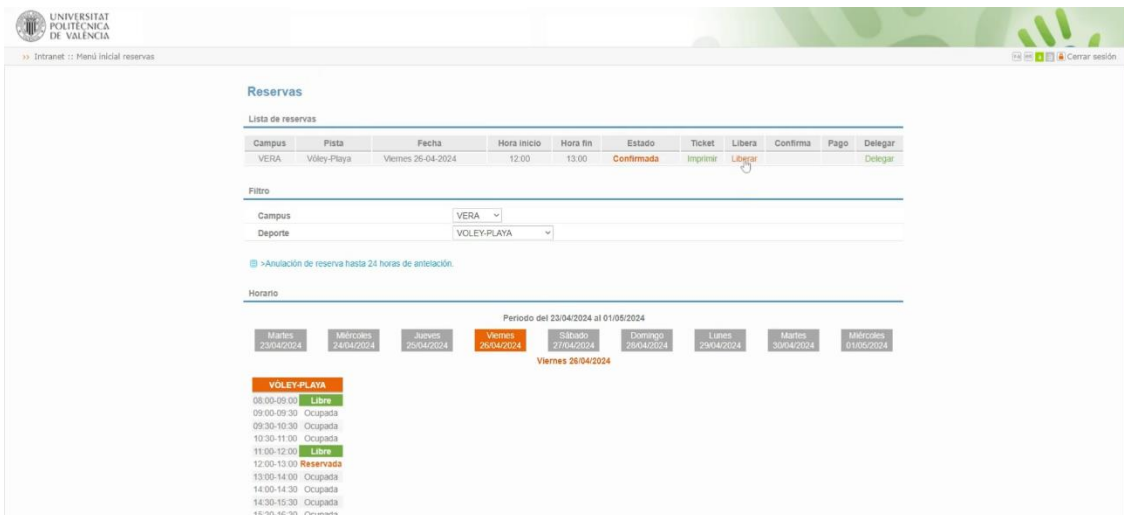 UNIVERSITAT
POLITÈCNICA
DE VALÈNCIA
Intranet :: Menú inicial reservas
Cerrar sesión
Reservas
Lista de reservas
Campus Pista Fecha Hora inicio Hora fin Estado Ticket Libera Confirma Pago Delegar
VERA Vóley-Playa Viernes 26-04-2024 12:00 13:00 Confirmada Imprimir Liberar Delegar
Filtro
Campus VERA
Deporte VOLEY-PLAYA
>Anulación de reserva hasta 24 horas de antelación.
Horario
Periodo del 23/04/2024 al 01/05/2024
Martes Miércoles Jueves Viernes Sábado Domingo Lunes Martes Miércoles
23/04/2024 24/04/2024 25/04/2024 26/04/2024 27/04/2024 28/04/2024 29/04/2024 30/04/2024 01/05/2024
Viernes 26/04/2024
VÓLEY-PLAYA
08:00-09:00 Libre
09:00-09:30 Ocupada
09:30-10:30 Ocupada
10:30-11:00 Ocupada
11:00-12:00 Libre
12:00-13:00 Reservada
13:00-14:00 Ocupada
14:00-14:30 Ocupada
14:30-15:30 Ocupada
15:30-16:30 Ocupada